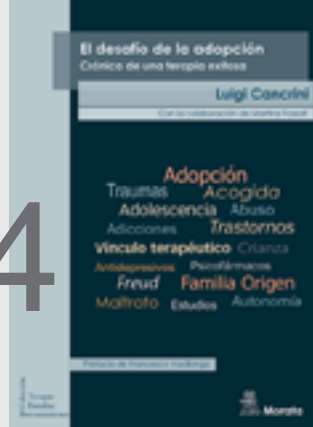 El desafío de la adopción
Crónica de una terapia exitosa
Luigi Cancrini
Con la colaboración de
4
Adopción
Traumas Acogida
Adolescencia Abuso
Adicciones Trastornos
Vínculo terapéutico Crianza
Antidepresivos Psicofármacos
Freud Familia Origen
Maltrato Estudios Autonomía
Prefacio de Francesco
Morata